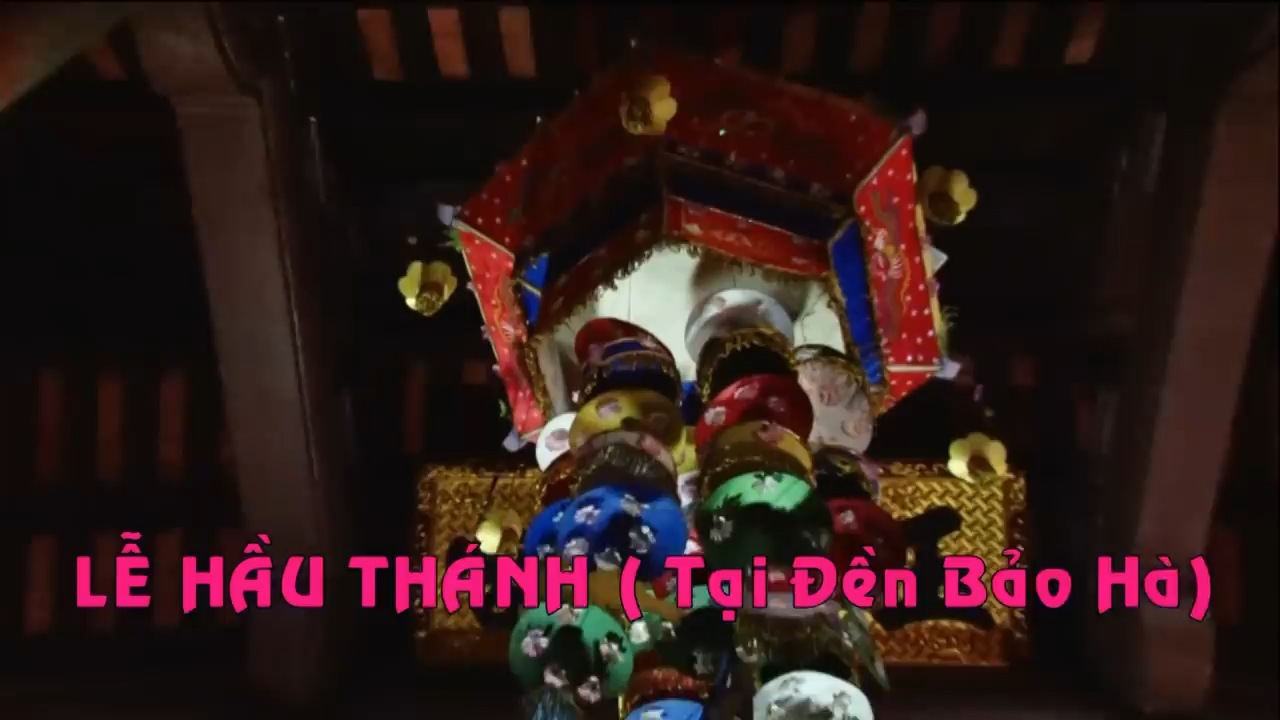 LỄ HẦU THÁNH ( Tại Đền Bảo Hà)